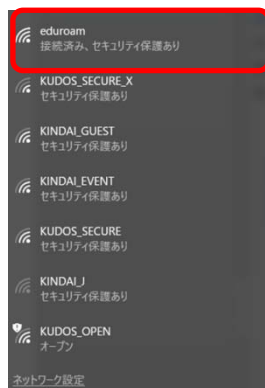 eduroam
接続済み、セキュリティ保護あり
KUDOS_SECURE_X
セキュリティ保護あり
KINDAI_GUEST
セキュリティ保護あり
KINDAI_EVENT
セキュリティ保護あり
KUDOS_SECURE
セキュリティ保護あり
KINDAI_J
セキュリティ保護あり
KUDOS_OPEN
オープン
ネットワーク設定